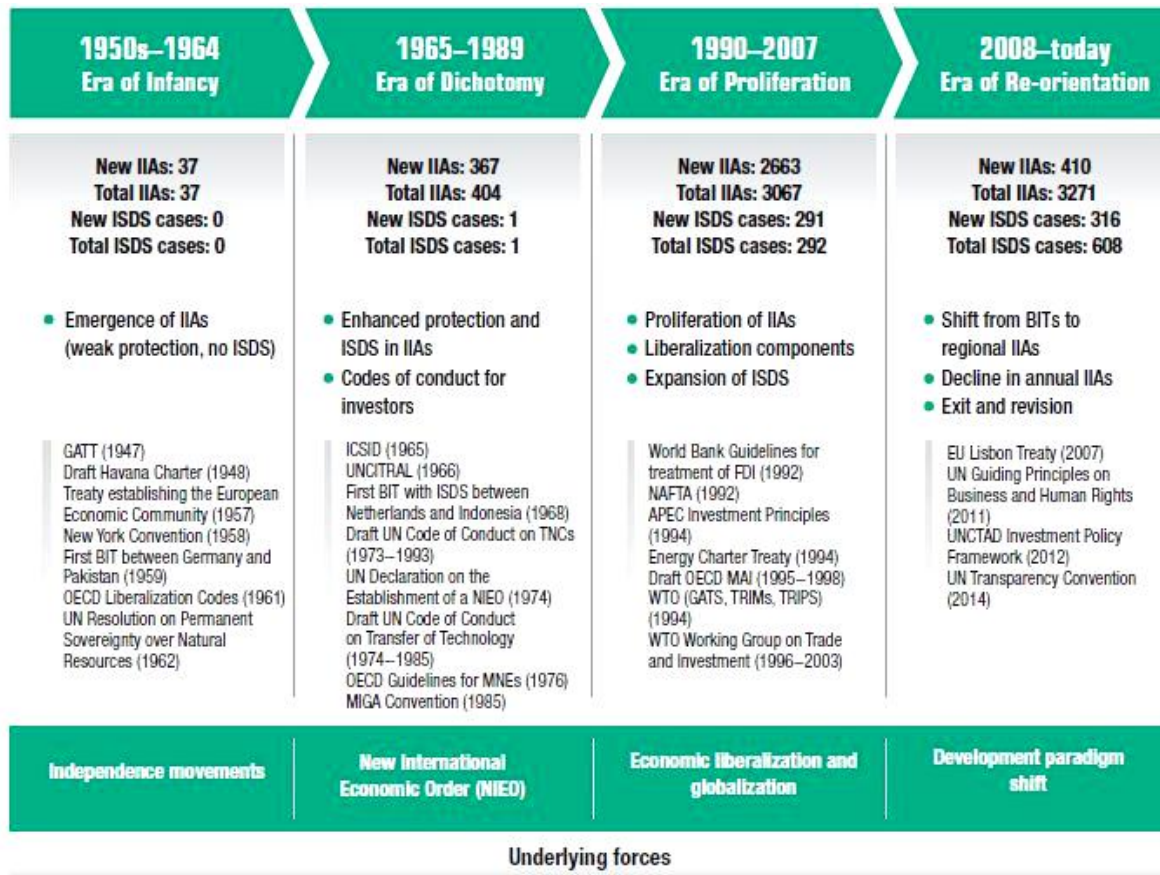 1950s–1964
Era of Infancy
1965–1989
Era of Dichotomy
1990–2007
Era of Proliferation
2008–today
Era of Re-orientation
New IIAs: 37
Total IIAs: 37
New ISDS cases: 0
Total ISDS cases: 0
New IIAs: 367
Total IIAs: 404
New ISDS cases: 1
Total ISDS cases: 1
New IIAs: 2663
Total IIAs: 3067
New ISDS cases: 291
Total ISDS cases: 292
New IIAs: 410
Total IIAs: 3271
New ISDS cases: 316
Total ISDS cases: 608
• Emergence of IIAs
(weak protection, no ISDS)
• Enhanced protection and
ISDS in IIAs
• Codes of conduct for
investors
• Proliferation of IIAs
• Liberalization components
• Expansion of ISDS
• Shift from BITs to
regional IIAs
• Decline in annual IIAs
• Exit and revision
GATT (1947)
Draft Havana Charter (1948)
Treaty establishing the European
Economic Community (1957)
New York Convention (1958)
First BIT between Germany and
Pakistan (1959)
OECD Liberalization Codes (1961)
UN Resolution on Permanent
Sovereignty over Natural
Resources (1962)
ICSID (1965)
UNCITRAL (1966)
First BIT with ISDS between
Netherlands and Indonesia (1968)
Draft UN Code of Conduct on TNCs
(1973–1993)
UN Declaration on the
Establishment of a NIEO (1974)
Draft UN Code of Conduct
on Transfer of Technology
(1974–1985)
OECD Guidelines for MNEs (1976)
MIGA Convention (1985)
World Bank Guidelines for
treatment of FDI (1992)
NAFTA (1992)
APEC Investment Principles
(1994)
Energy Charter Treaty (1994)
Draft OECD MAI (1995–1998)
WTO (GATS, TRIMs, TRIPS)
(1994)
WTO Working Group on Trade
and Investment (1996–2003)
EU Lisbon Treaty (2007)
UN Guiding Principles on
Business and Human Rights
(2011)
UNCTAD Investment Policy
Framework (2012)
UN Transparency Convention
(2014)
Independence movements
New International
Economic Order (NIEO)
Economic liberalization and
globalization
Development paradigm
shift
Underlying forces